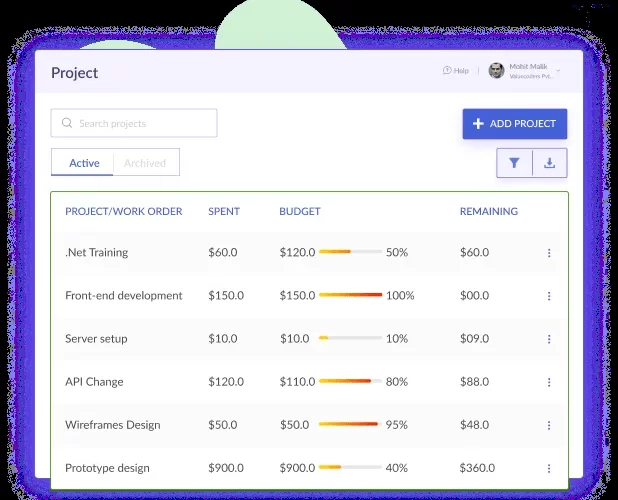 Project
Help
Mohit Malik
Valuecoders Pvt...
Search projects
ADD PROJECT
Active Archived
PROJECT/WORK ORDER SPENT BUDGET REMAINING
.Net Training $60.0 $120.0 50% $60.0
Front-end development $150.0 $150.0 100% $00.0
Server setup $10.0 $10.0 10% $09.0
API Change $120.0 $110.0 80% $88.0
Wireframes Design $50.0 $50.0 95% $48.0
Prototype design $900.0 $900.0 40% $360.0